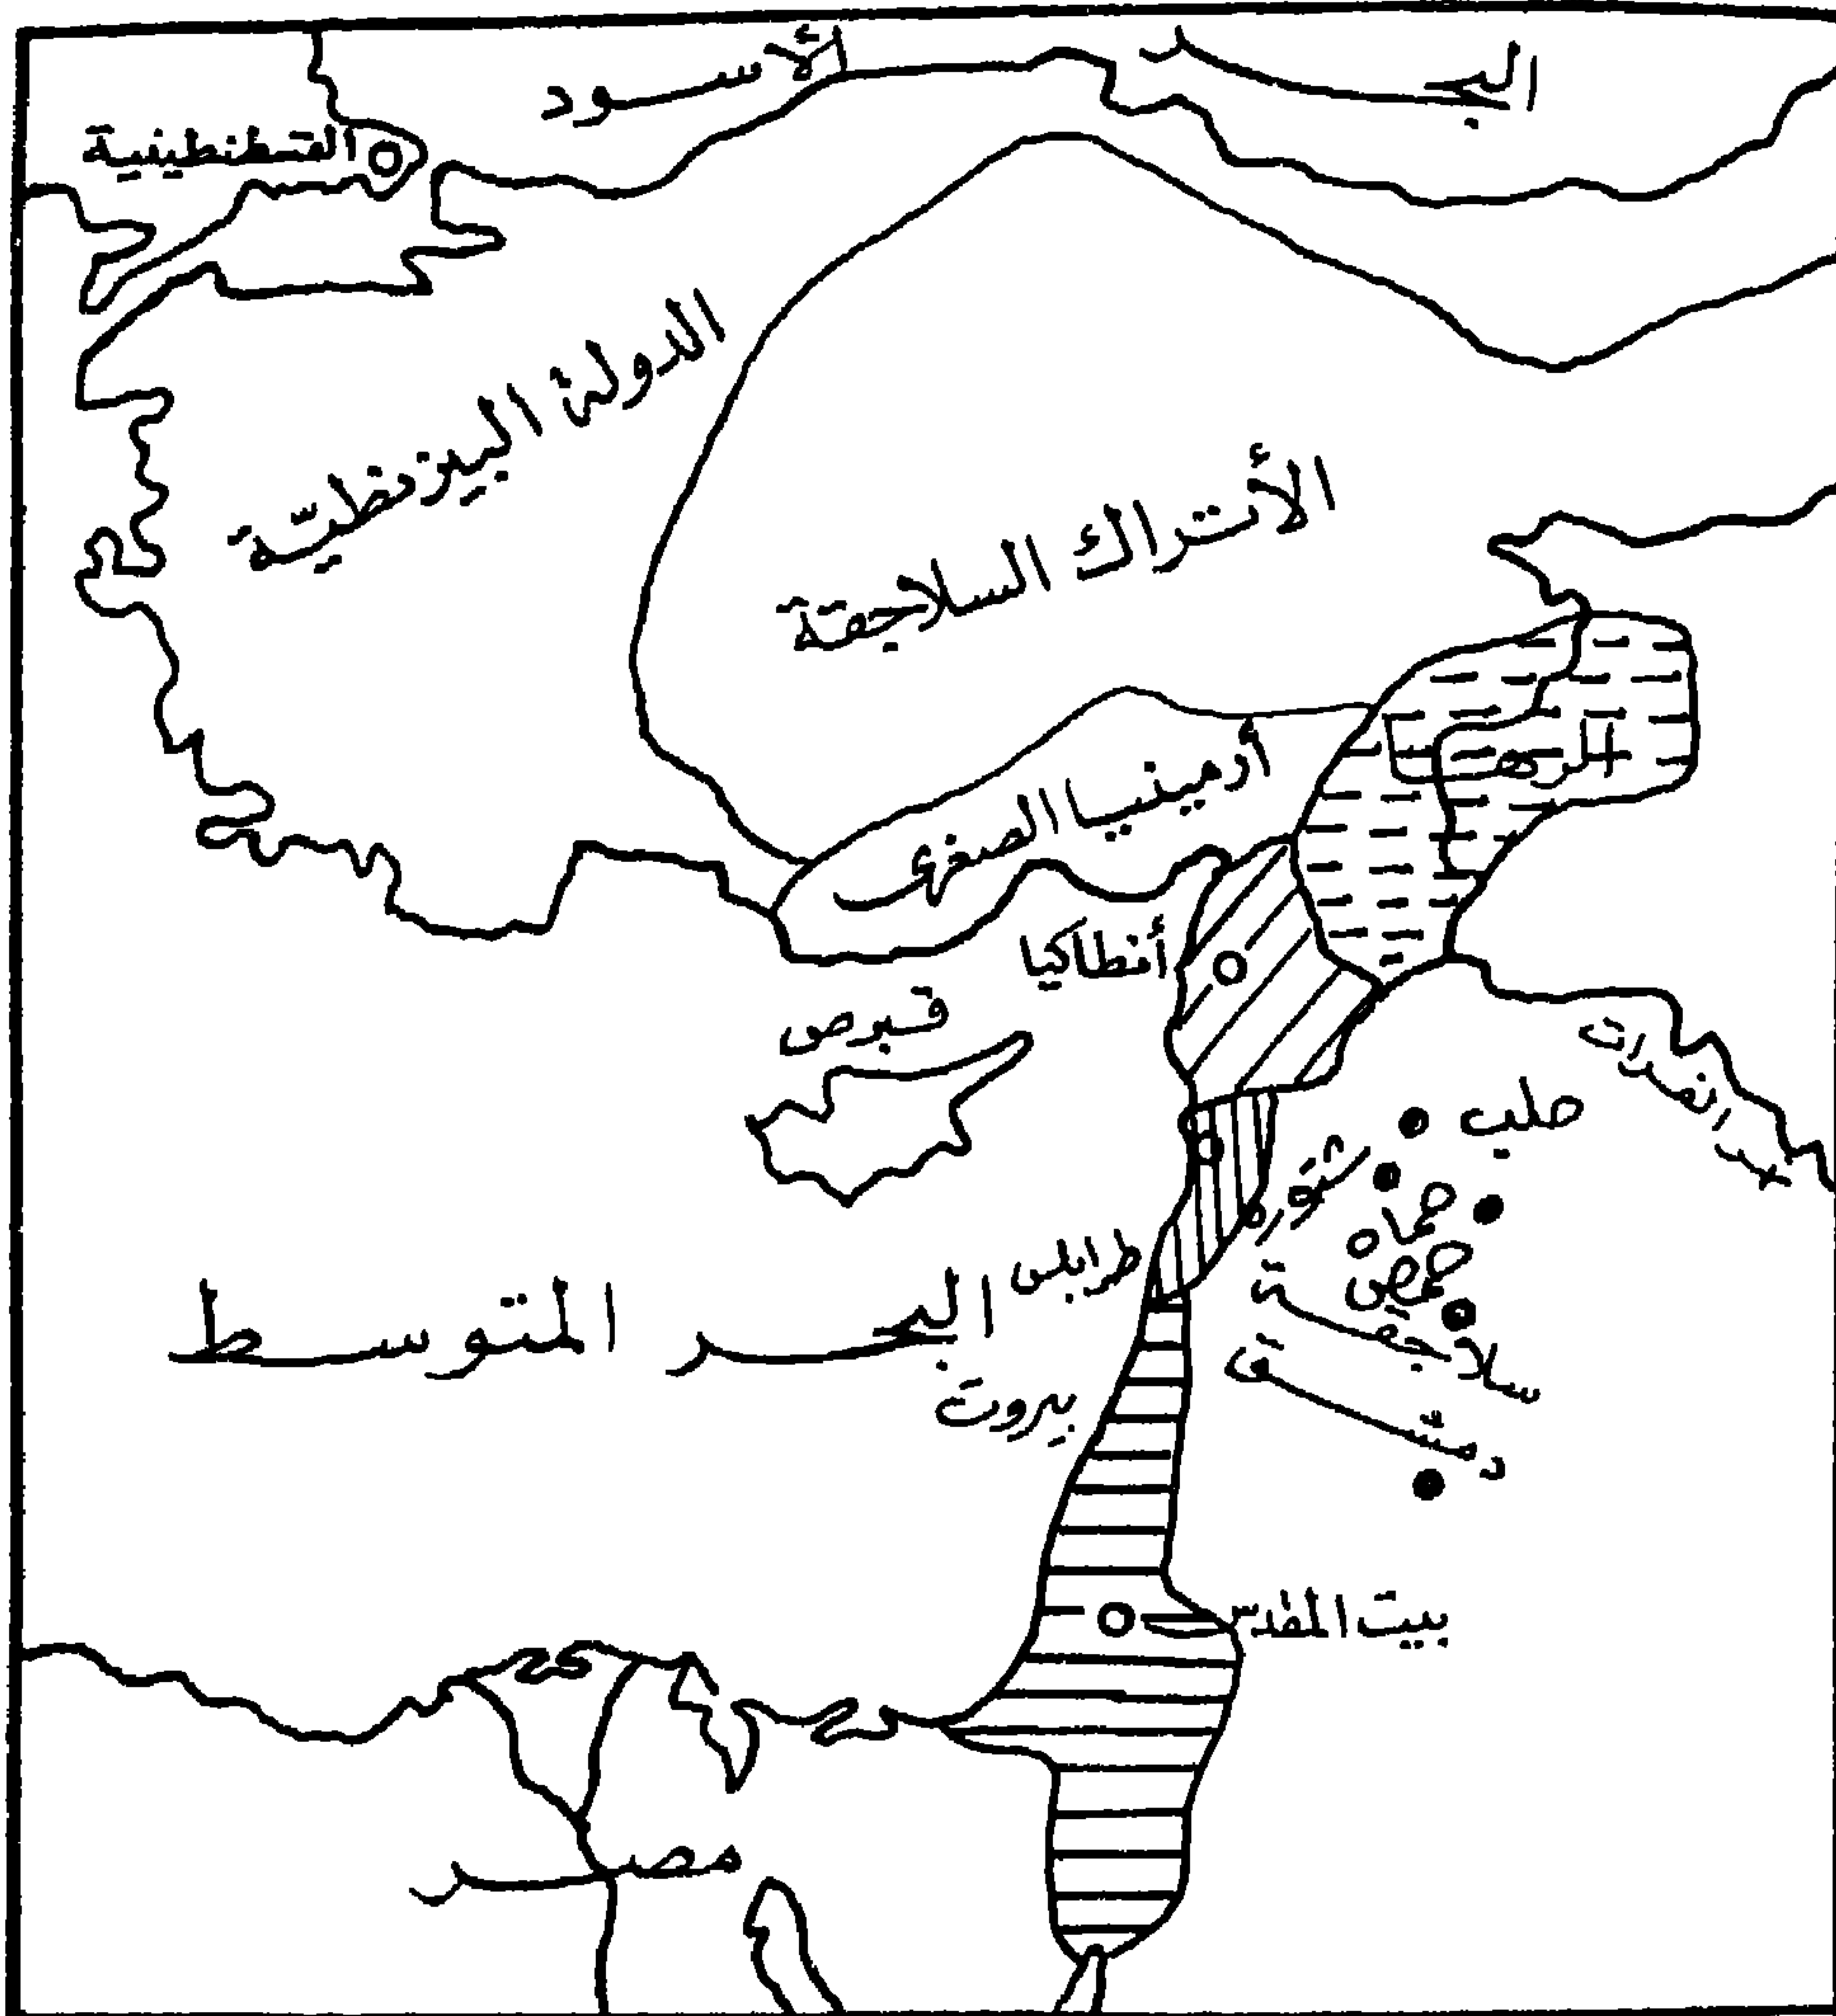 البحر الأسود
القسطنطينية
الدولة البيزنطية
الأتراك السلاجقة
الرها
أرمينيا الصغرى
أنطاكيا
قبرص
نهر الفرات
حلب
شيزر
حماه
حمص
طرابلس
سلاجقة
دمشق
البحر المتوسط
بيروت
بيت المقدس
مصر